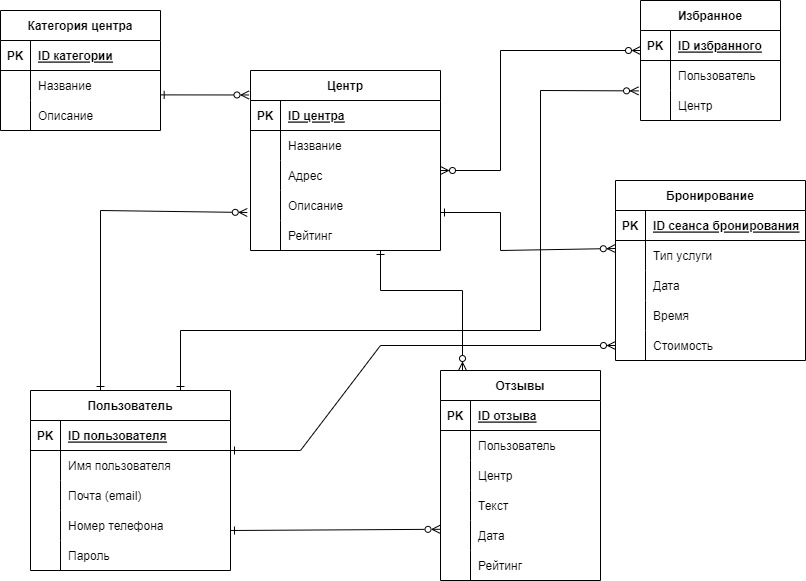 Категория центра
PK ID категории
Название
Описание
Центр
PK ID центра
Название
Адрес
Описание
Рейтинг
Избранное
PK ID избранного
Пользователь
Центр
Бронирование
PK ID сеанса бронирования
Тип услуги
Дата
Время
Стоимость
Пользователь
PK ID пользователя
Имя пользователя
Почта (email)
Номер телефона
Пароль
Отзывы
PK ID отзыва
Пользователь
Центр
Текст
Дата
Рейтинг